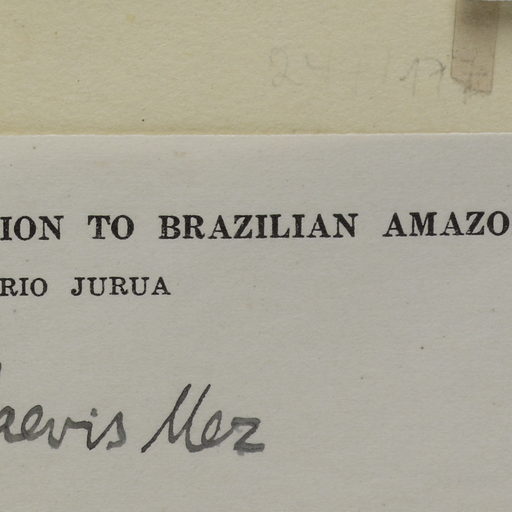 ION TO BRAZILIAN AMAZO
RIO JURUA
aevis Mez